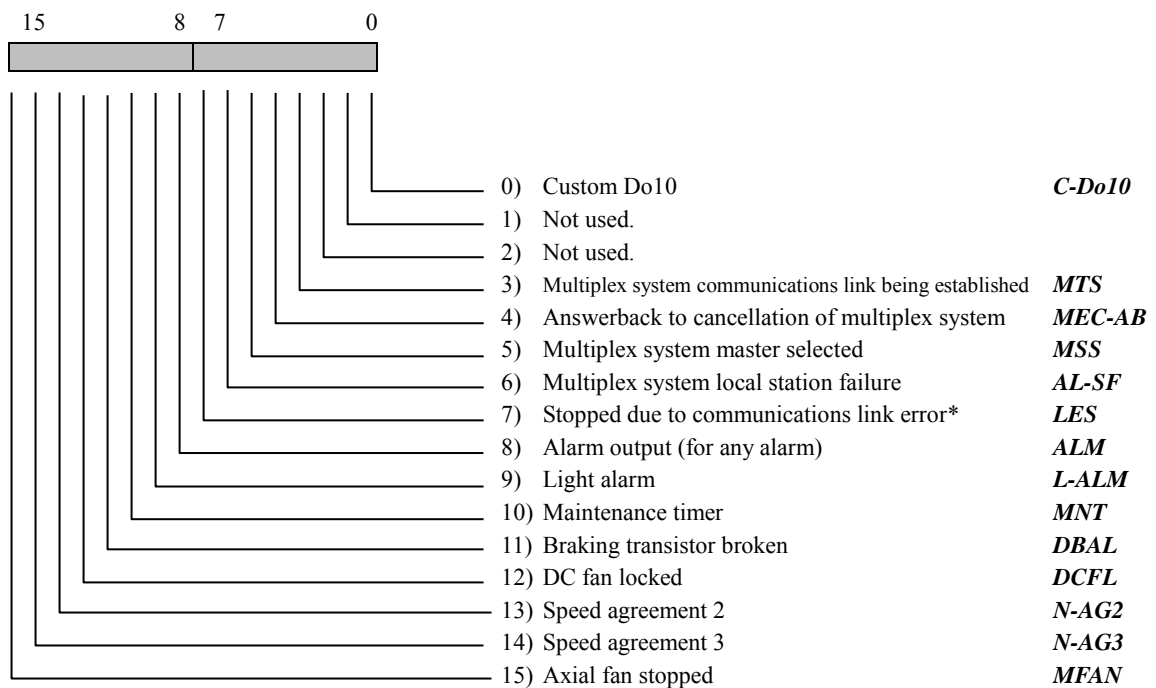 15 8 7 0
0) Custom Do10 C-Do10
1) Not used.
2) Not used.
3) Multiplex system communications link being established MTS
4) Answerback to cancellation of multiplex system MEC-AB
5) Multiplex system master selected MSS
6) Multiplex system local station failure AL-SF
7) Stopped due to communications link error* LES
8) Alarm output (for any alarm) ALM
9) Light alarm L-ALM
10) Maintenance timer MNT
11) Braking transistor broken DBAL
12) DC fan locked DCFL
13) Speed agreement 2 N-AG2
14) Speed agreement 3 N-AG3
15) Axial fan stopped MFAN